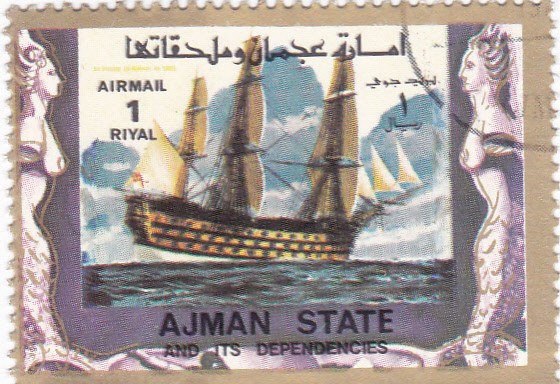 امارة عجمان وملحقاتها
AIRMAIL
1
RIYAL
بريد جوي
١
ريال
AJMAN STATE
AND ITS DEPENDENCIES